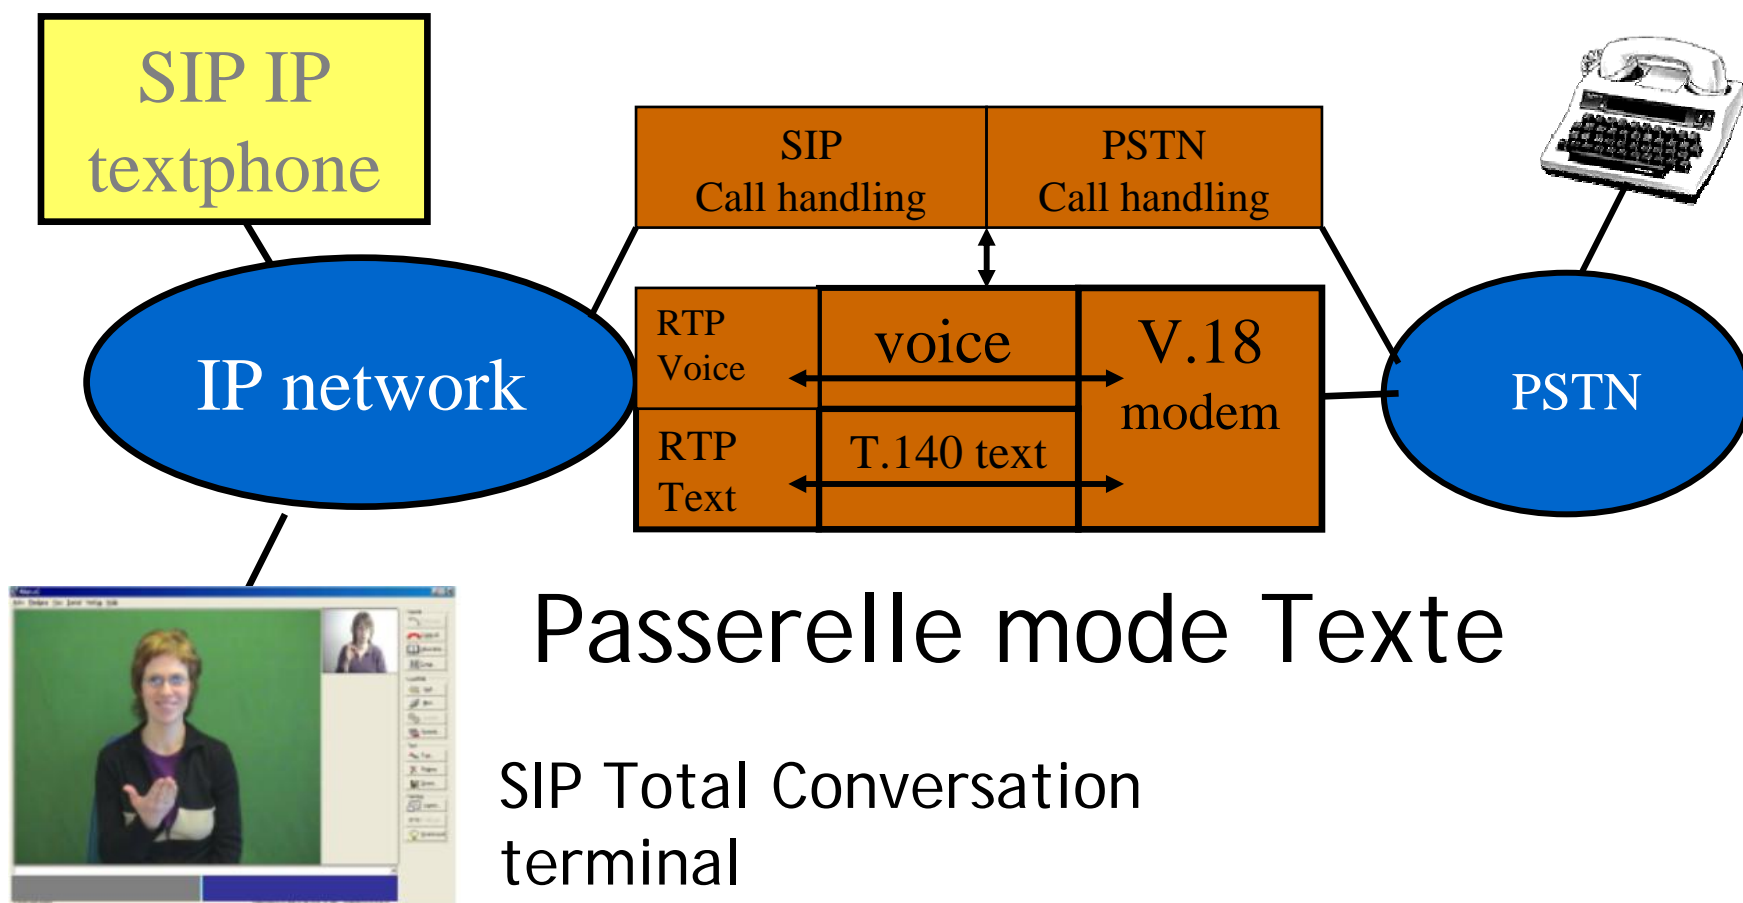 SIP IP
textphone
SIP
Call handling
PSTN
Call handling
IP network
RTP
Voice
voice
V.18
modem
RTP
Text
T.140 text
PSTN
Passerelle mode Texte
SIP Total Conversation
terminal